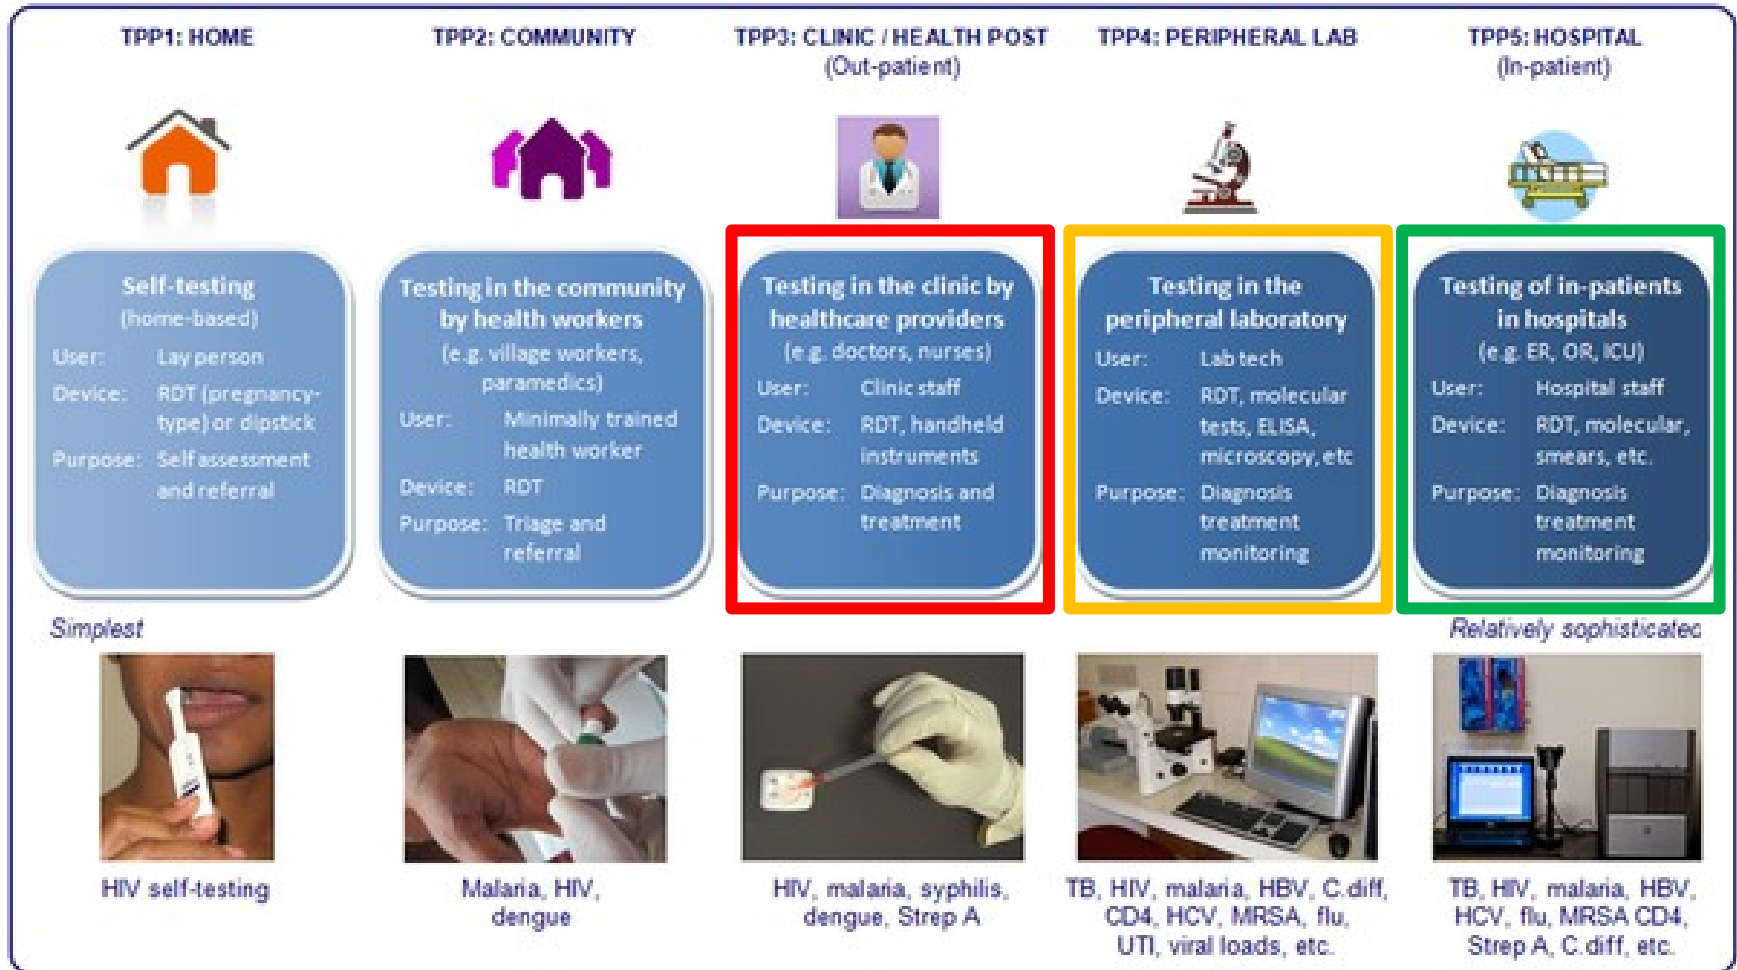 TPP1: HOME
TPP2: COMMUNITY
TPP3: CLINIC / HEALTH POST
(Out-patient)
TPP4: PERIPHERAL LAB
TPP5: HOSPITAL
(In-patient)
Self-testing
(home-based)
User: Lay person
Device: RDT (pregnancy-
type) or dipstick
Purpose: Self assessment
and referral
Testing in the community
by health workers
(e.g. village workers,
paramedics)
User: Minimally trained
health worker
Device: RDT
Purpose: Triage and
referral
Testing in the clinic by
healthcare providers
(e.g. doctors, nurses)
User: Clinic staff
Device: RDT, handheld
instruments
Purpose: Diagnosis and
treatment
Testing in the
peripheral laboratory
User: Lab tech
Device: RDT, molecular
tests, ELISA,
microscopy, etc
Purpose: Diagnosis
treatment
monitoring
Testing of in-patients
in hospitals
(e.g. ER, OR, ICU)
User: Hospital staff
Device: RDT, molecular,
smears, etc.
Purpose: Diagnosis
treatment
monitoring
Simplest
Relatively sophisticated
HIV self-testing
Malaria, HIV,
dengue
HIV, malaria, syphilis,
dengue, Strep A
TB, HIV, malaria, HBV, C.diff,
CD4, HCV, MRSA, flu,
UTI, viral loads, etc.
TB, HIV, malaria, HBV,
HCV, flu, MRSA CD4,
Strep A, C.diff, etc.